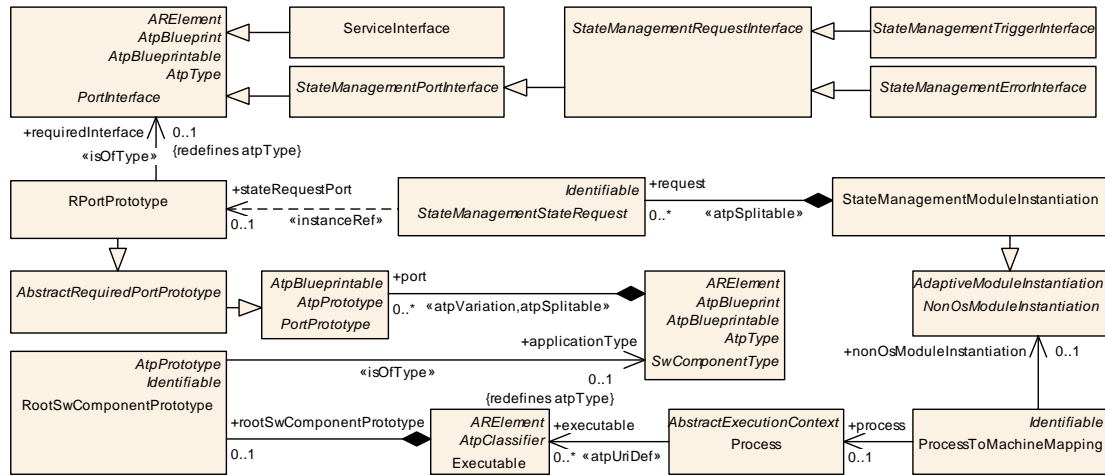 ARElement
AtpBlueprint
AtpBlueprintable
AtpType
PortInterface
ServiceInterface
StateManagementPortInterface
StateManagementRequestInterface
StateManagementTriggerInterface
StateManagementErrorInterface
+requiredInterface
0..1
«isOfType»
{redefines atpType}
RPortPrototype
+stateRequestPort
0..1
«instanceRef»
Identifiable
StateManagementStateRequest
+request
0..*
«atpSplitable»
StateManagementModuleInstantiation
AbstractRequiredPortPrototype
AtpBlueprintable
AtpPrototype
PortPrototype
+port
0..*
«atpVariation,atpSplitable»
ARElement
AtpBlueprint
AtpBlueprintable
AtpType
SwComponentType
AdaptiveModuleInstantiation
NonOsModuleInstantiation
+nonOsModuleInstantiation
0..1
AtpPrototype
Identifiable
RootSwComponentPrototype
+applicationType
«isOfType»
0..1
{redefines atpType}
+rootSwComponentPrototype
0..1
ARElement
AtpClassifier
Executable
+executable
0..*
«atpUriDef»
AbstractExecutionContext
Process
+process
0..1
Identifiable
ProcessToMachineMapping